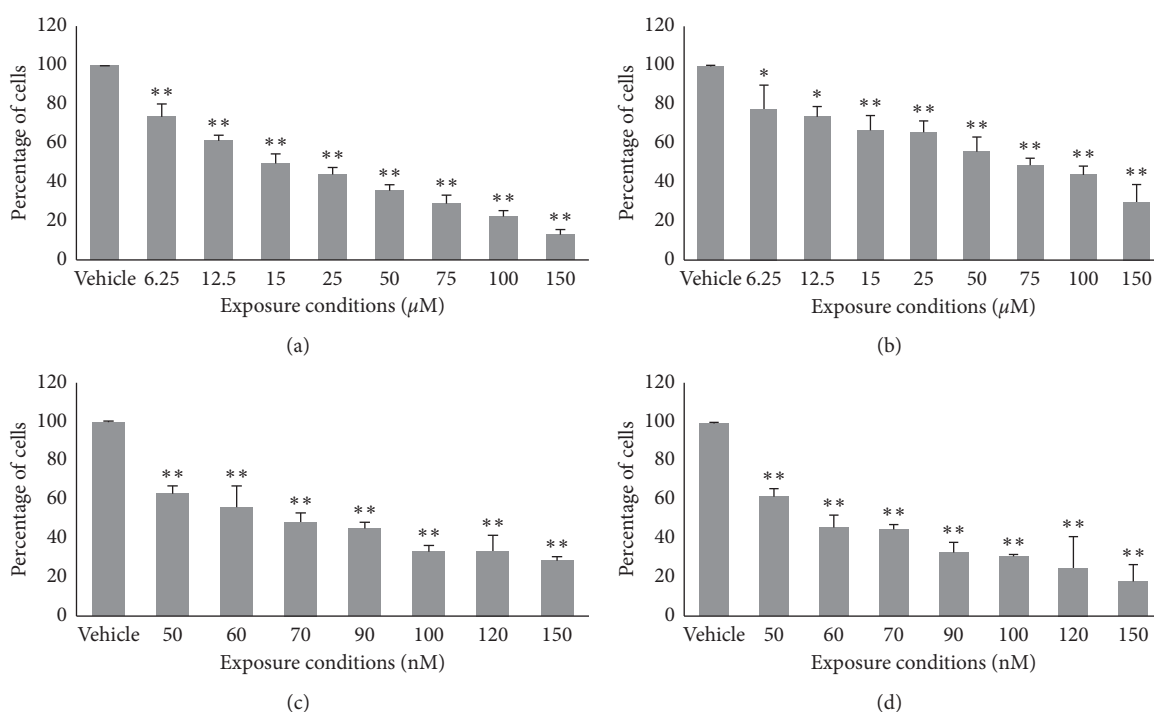 Percentage of cells
120
100
80
60
40
20
0
** ** ** ** ** ** ** **
Vehicle 6.25 12.5 15 25 50 75 100 150
Exposure conditions (µM)
(a)
Percentage of cells
120
100
80
60
40
20
0
* * ** ** ** ** ** **
Vehicle 6.25 12.5 15 25 50 75 100 150
Exposure conditions (µM)
(b)
Percentage of cells
120
100
80
60
40
20
0
** ** ** ** ** ** **
Vehicle 50 60 70 90 100 120 150
Exposure conditions (nM)
(c)
Percentage of cells
120
100
80
60
40
20
0
** ** ** ** ** ** **
Vehicle 50 60 70 90 100 120 150
Exposure conditions (nM)
(d)